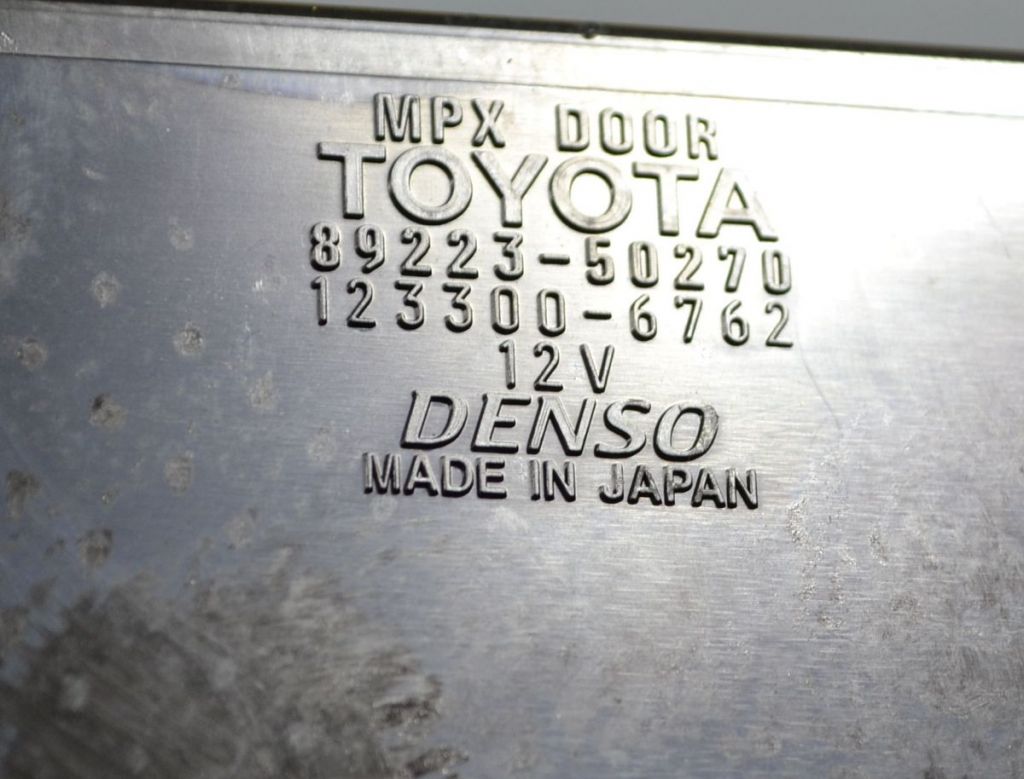 MPX DOOR
TOYOTA
89223-50270
123300-6762
12V
DENSO
MADE IN JAPAN